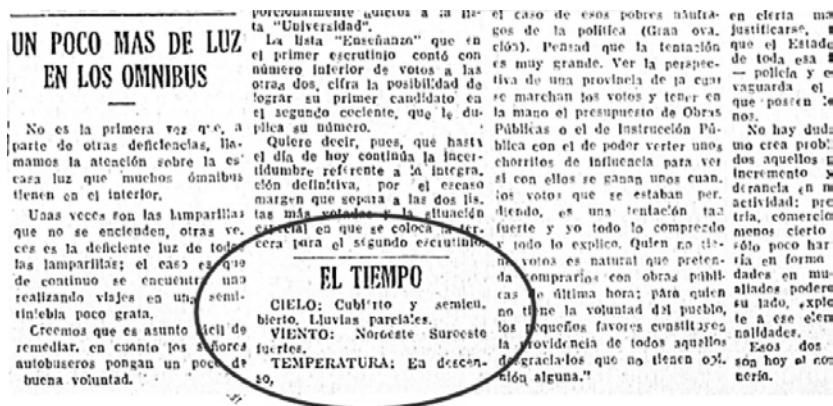 UN POCO MAS DE LUZ
EN LOS OMNIBUS
No es la primera vez que, a
parte de otras deficiencias, lla-
mamos la atención sobre la es
casa luz que muchos ómnibus
tienen en el interior.
Unas veces son las lamparillas
que no se encienden, otras ve-
ces es la deficiente luz de todas
las lamparillas; el caso es que
de continuo se encuentra uno
realizando viajes en una semi-
tiniebla poco grata.
Creemos que es asunto fácil de
remediar, en cuanto los señores
autobuseros pongan un poco de
buena voluntad.
porcionalmente quietos a la lis-
ta "Universidad".
La lista "Enseñanza" que en
el primer escrutinio contó con
número inferior de votos a las
otras dos, cifra la posibilidad de
lograr su primer candidato en
el segundo cociente, que le du-
plica su número.
Quiere decir, pues, que hasta
el día de hoy continúa la incer-
tidumbre referente a la integra.
ción definitiva, por el escaso
margen que separa a las dos lis
tas más votadas y la situación
especial en que se coloca la ter-
cera para el segundo escrutinio.
EL TIEMPO
CIELO: Cubierto y semicu.
bierto. Lluvias parciales.
VIENTO: Noroeste Suroeste
fuertes.
TEMPERATURA: En descen-
so,
el caso de esos pobres náufra-
gos de la política (Gran ova.
ción). Pensad que la tentación
es muy grande. Ver la perspec-
tiva de una provincia de la cuar
se marchan los votos y tener en
la mano el presupuesto de Obras
Públicas o el de Instrucción Pú-
blica con el de poder verter unos
chorritos de influencia para ver
si con ellos se ganan unos cuan.
los votos que se estaban per.
diendo, es una tentación tan
fuerte y yo todo lo comprendo
y todo lo explico. Quien no tie-
ne votos es natural que preten-
da comprarlos con obras públi-
cas de última hora; para quien
no tiene la voluntad del pueblo,
los pequeños favores constituyen
la providencia de todos aquellos
desgraciados que no tienen opi.
nión alguna."
en cierta
justificarse,
que el Estado
de toda esa
— policía y
vaguarda el
que poseen
nos.
No hay duda
uno crea
dos aquellos
incremento
derancia en
actividad:
tria, comercio
menos cierto
sólo poco
ría en forma
dades en
aliados
su lado,
te a ese
nalidades.
Esos dos
son hoy el
nería.